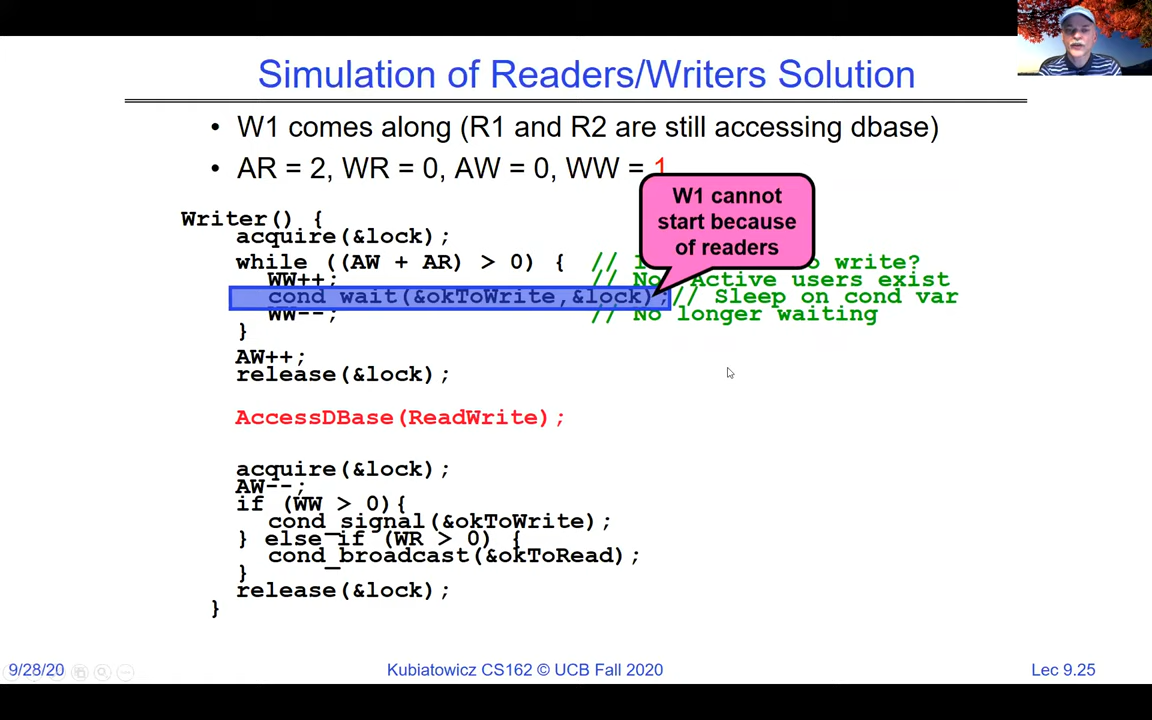 Simulation of Readers/Writers Solution
• W1 comes along (R1 and R2 are still accessing dbase)
• AR = 2, WR = 0, AW = 0, WW = 1
W1 cannot
start because
of readers
Writer() {
acquire(&lock);
while ((AW + AR) > 0) { // write?
WW++; // No. Active users exist
cond wait(&okToWrite,&lock);// Sleep on cond var
WW--; // No longer waiting
}
AW++;
release(&lock);
AccessDBase(ReadWrite);
acquire(&lock);
AW--;
if (WW > 0){
cond_signal(&okToWrite);
} else if (WR > 0) {
cond_broadcast(&okToRead);
}
release(&lock);
}
9/28/20
Kubiatowicz CS162 © UCB Fall 2020
Lec 9.25